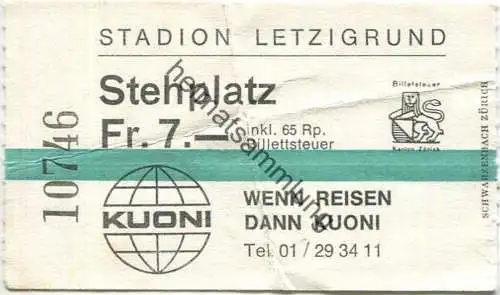 STADION LETZIGRUND
Stehplatz
Fr. 7.—
inkl. 65 Rp.
Billettsteuer
Billetsteuer
Kanton Zürich
10746
SCHWARZENBACH ZÜRICH
KUONI
WENN REISEN
DANN KUONI
Tel. 01 / 29 34 11
heimatsammlung